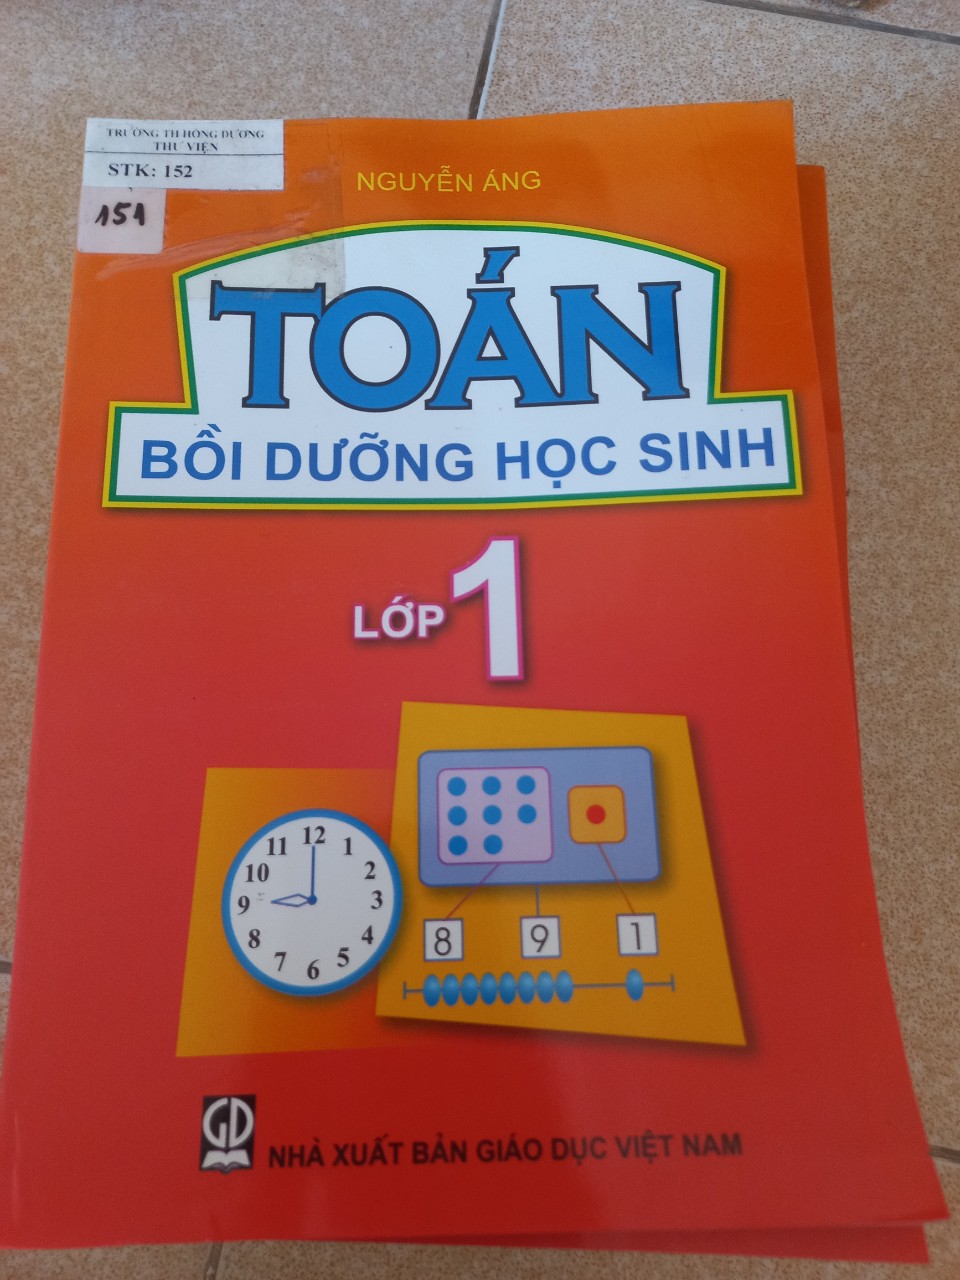 TRƯỜNG TH HỒNG DƯƠNG
THƯ VIỆN
STK: 152
151
NGUYỄN ÁNG
TOÁN
BỒI DƯỠNG HỌC SINH
LỚP 1
12
11 1
10 2
9 3
8 4
7 5
6
8 9 1
GD
NHÀ XUẤT BẢN GIÁO DỤC VIỆT NAM